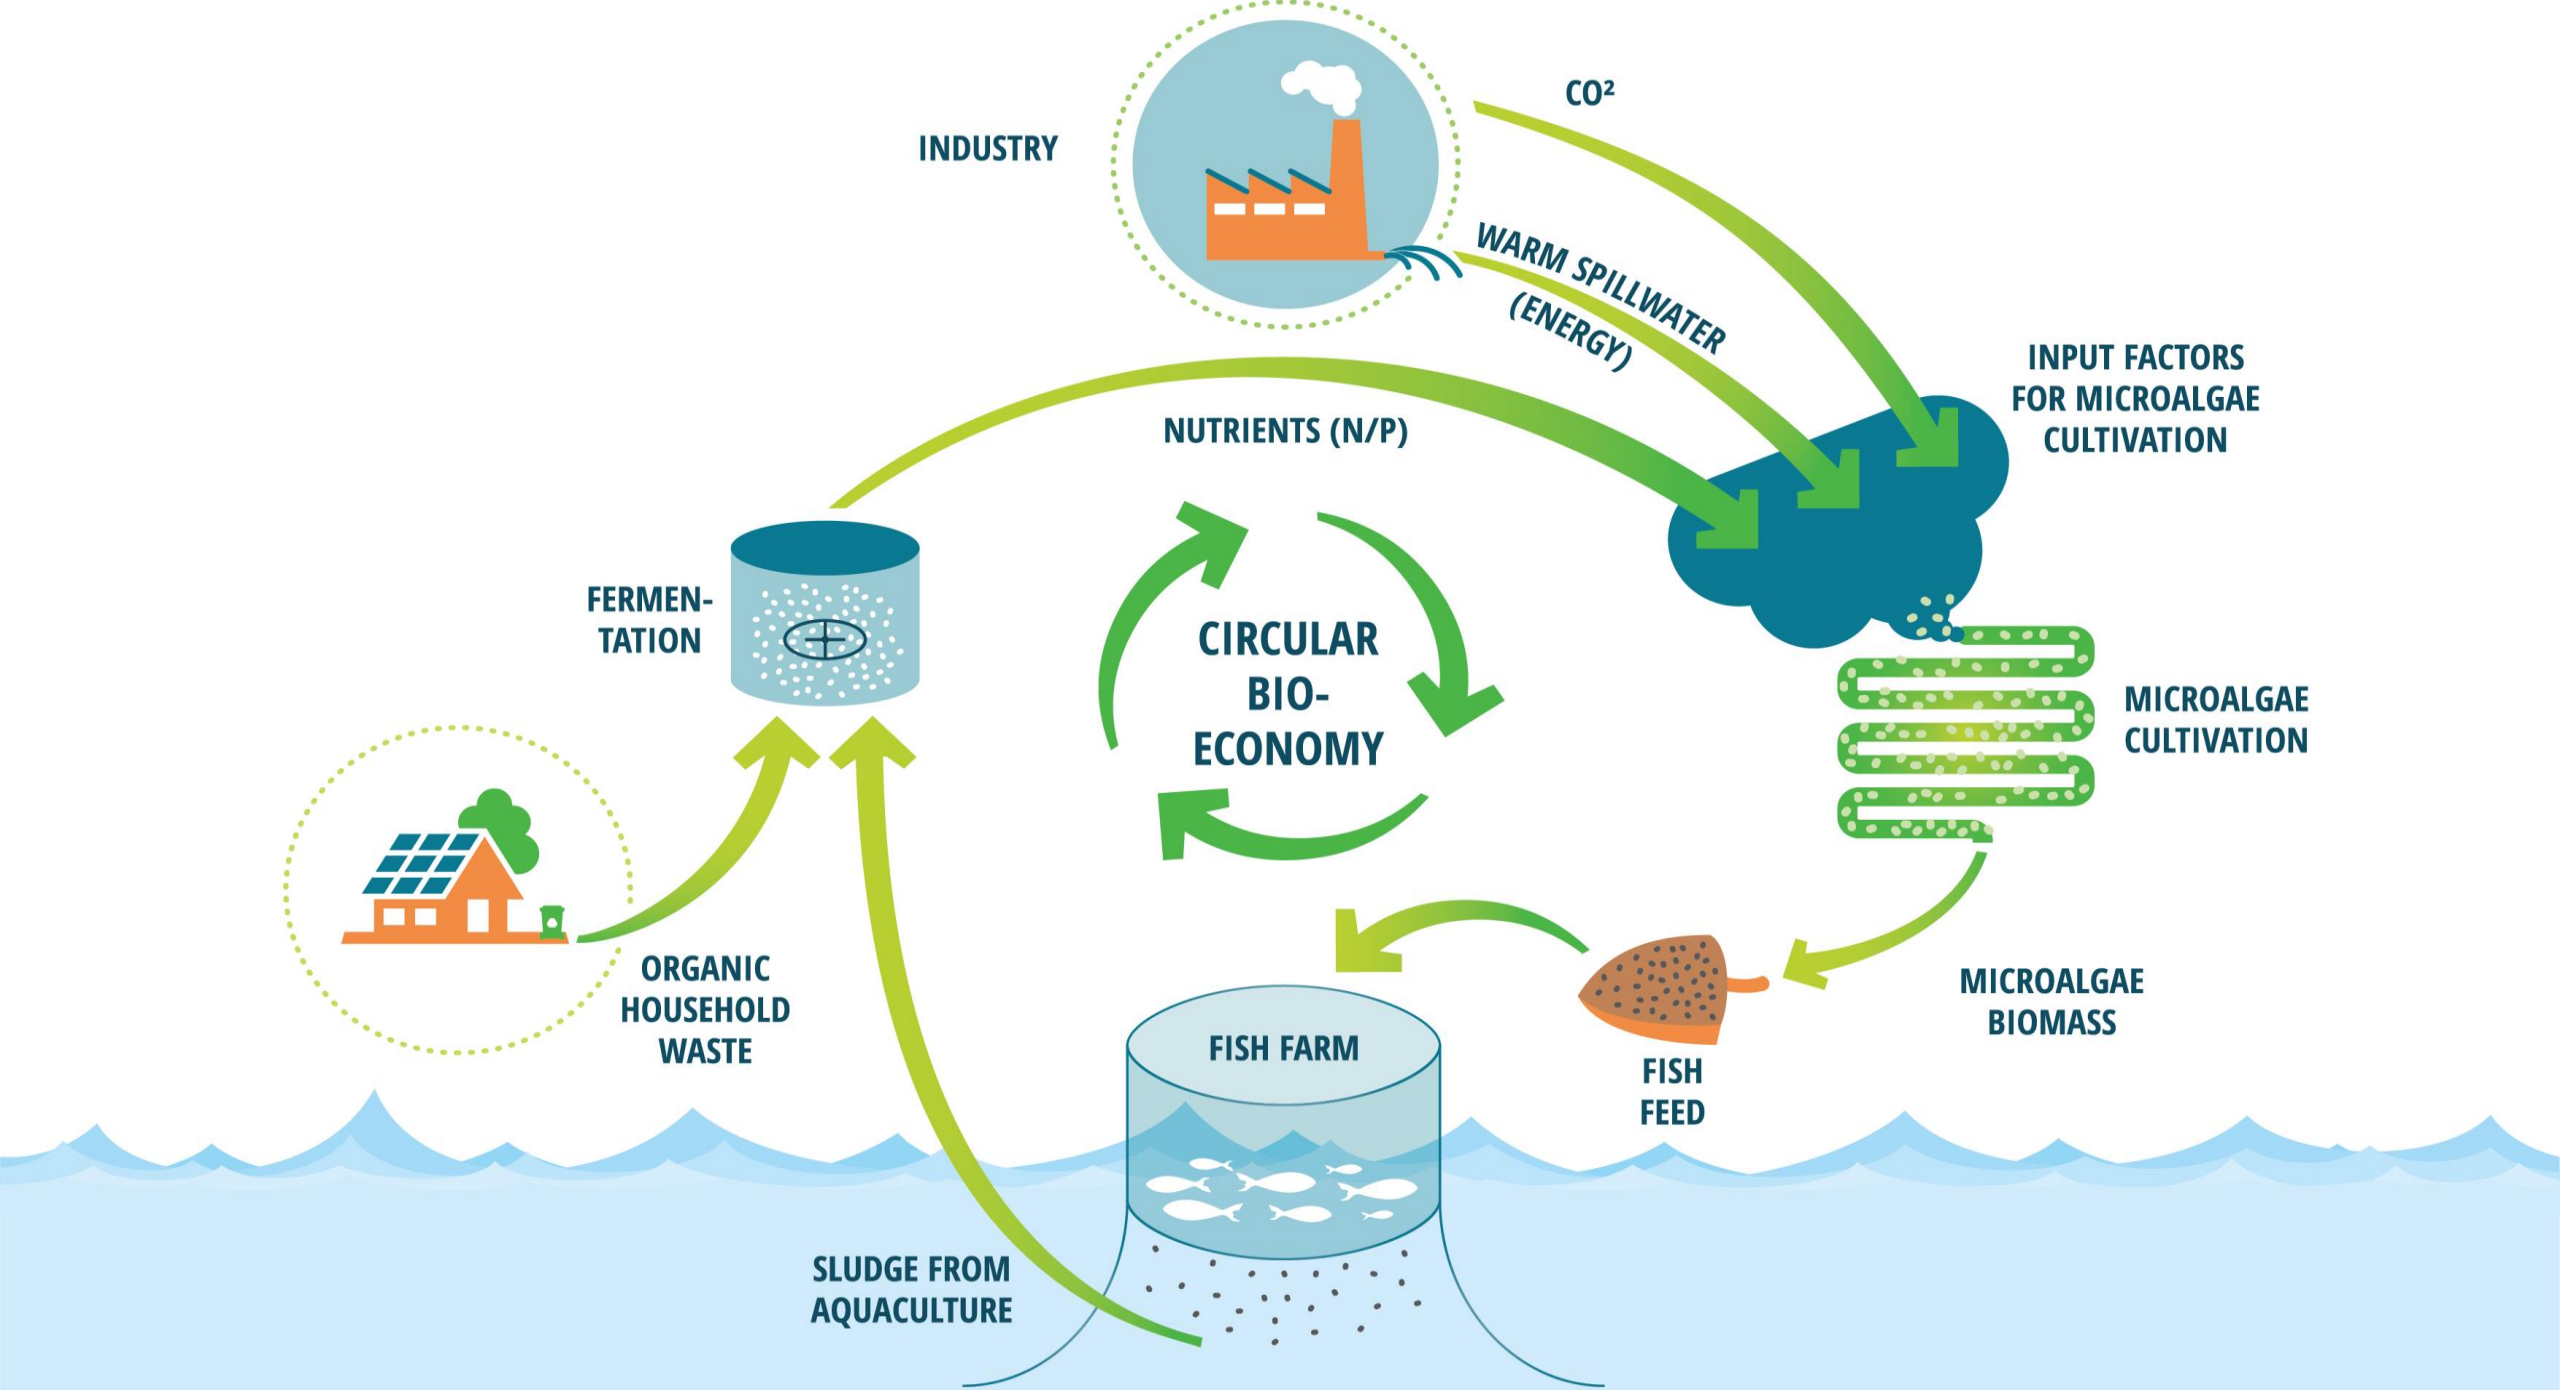 CO²
INDUSTRY
WARM SPILLWATER
(ENERGY)
INPUT FACTORS
FOR MICROALGAE
CULTIVATION
NUTRIENTS (N/P)
FERMEN-
TATION
CIRCULAR
BIO-
ECONOMY
MICROALGAE
CULTIVATION
ORGANIC
HOUSEHOLD
WASTE
MICROALGAE
BIOMASS
FISH FARM
FISH
FEED
SLUDGE FROM
AQUACULTURE